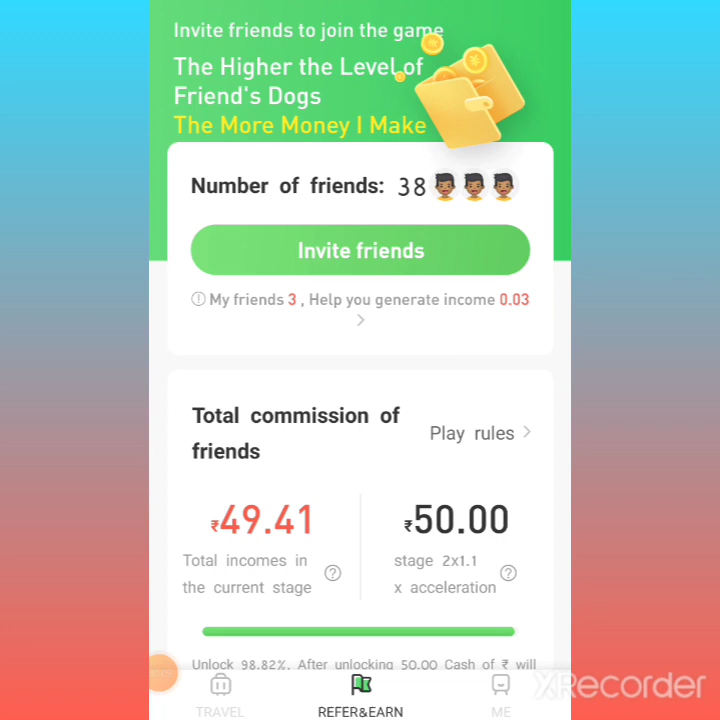 Invite friends to join the game
The Higher the Level of
Friend's Dogs
The More Money I Make
Number of friends: 38
Invite friends
My friends 3 , Help you generate income 0.03
Total commission of
friends
Play rules
₹49.41
₹50.00
Total incomes in
the current stage
stage 2x1.1
x acceleration
Unlock 98.82%. After unlocking 50.00 Cash of ₹ will
TRAVEL
REFER&EARN
ME
XRecorder